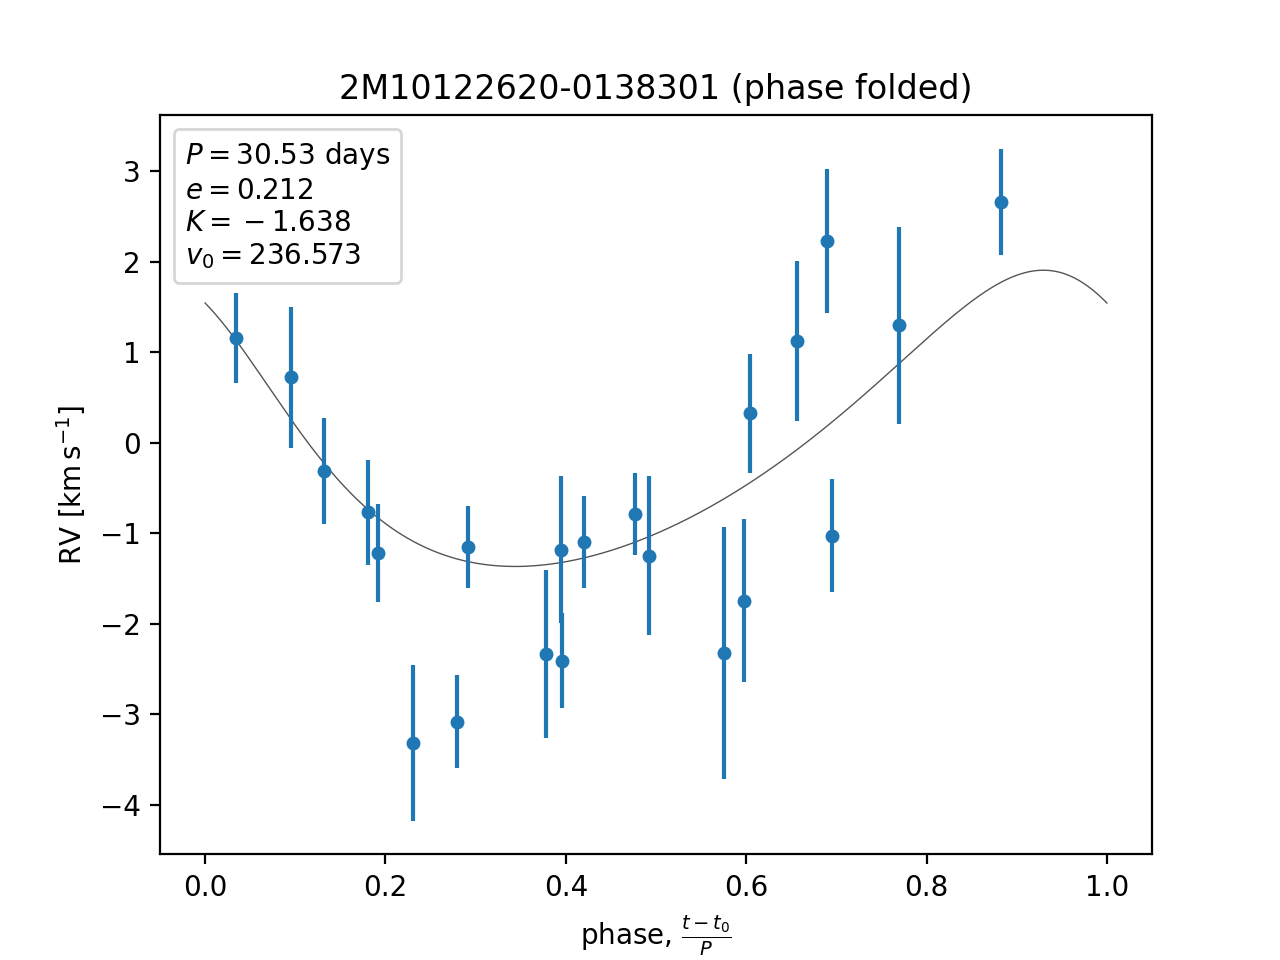 2M10122620-0138301 (phase folded)
P = 30.53 days
e = 0.212
K = −1.638
v₀ = 236.573
3
2
1
0
−1
−2
−3
−4
RV [km s⁻¹]
0.0 0.2 0.4 0.6 0.8 1.0
phase, (t − t₀)/P